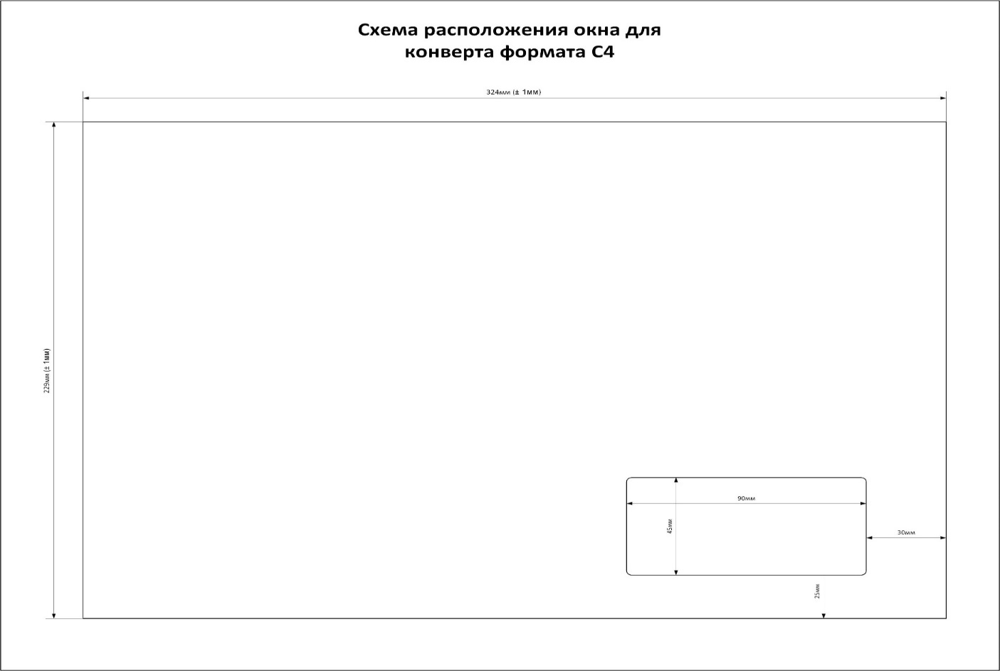 Схема расположения окна для
конверта формата С4
324мм (± 1мм)
229мм (± 1мм)
90мм
45мм
30мм
25мм